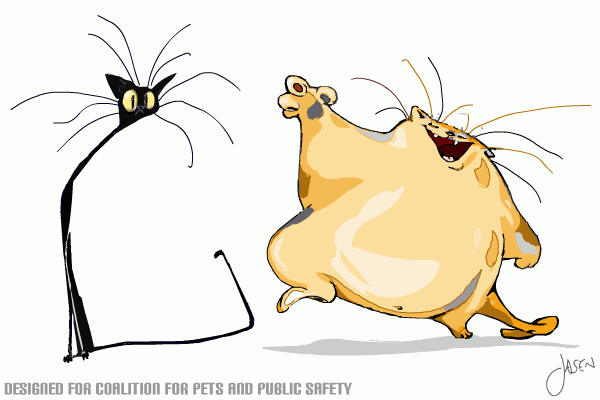 JASEN
DESIGNED FOR COALITION FOR PETS AND PUBLIC SAFETY